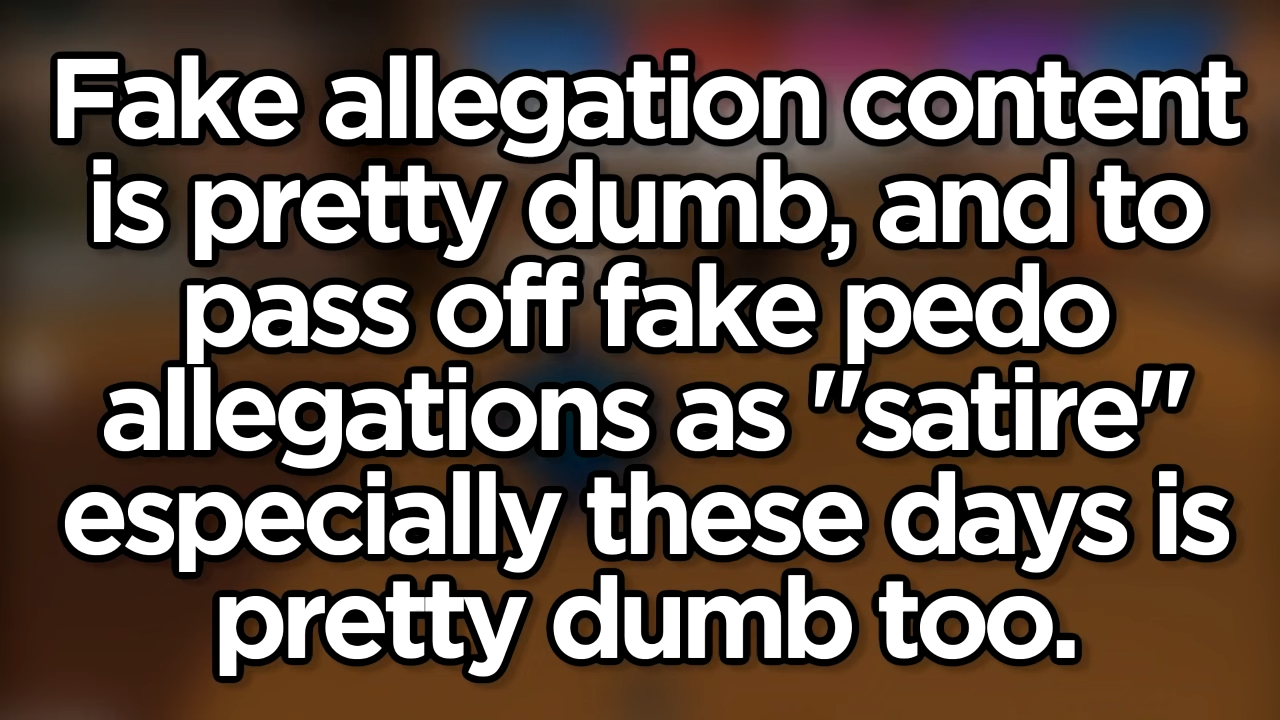 Fake allegation content
is pretty dumb, and to
pass off fake pedo
allegations as "satire"
especially these days is
pretty dumb too.